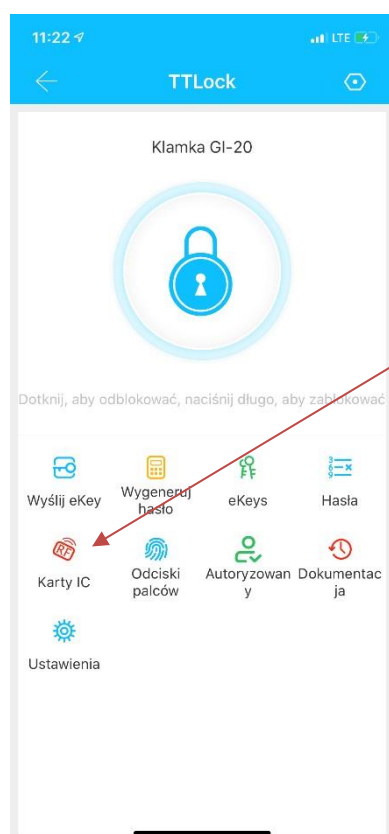 11:22 LTE
TTLock
Klamka GI-20
Dotknij, aby odblokować, naciśnij długo, aby zablokować
Wyślij eKey
Wygeneruj
hasło
eKeys
Hasła
RF
Karty IC
Odciski
palców
Autoryzowan
y
Dokumentac
ja
Ustawienia